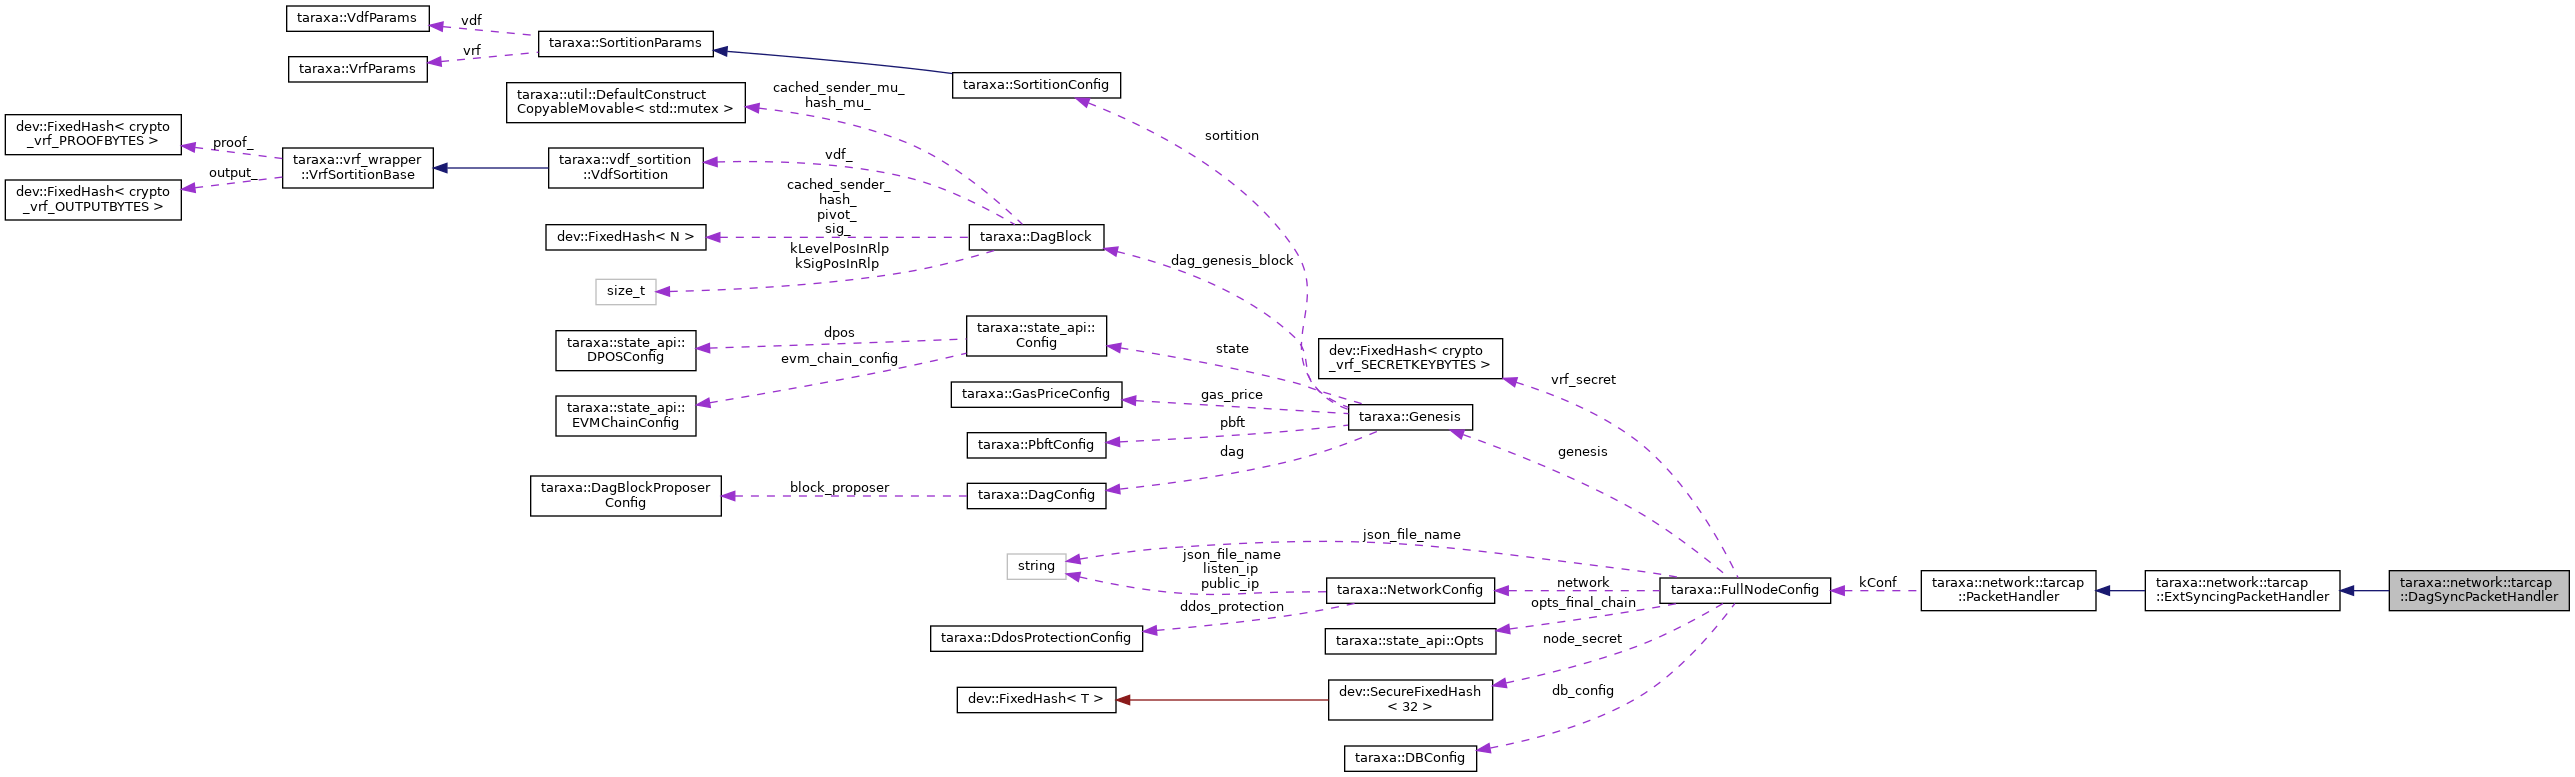 taraxa::VdfParams
vdf
taraxa::SortitionParams
vrf
taraxa::VrfParams
taraxa::SortitionConfig
taraxa::util::DefaultConstruct
CopyableMovable< std::mutex >
cached_sender_mu_
hash_mu_
sortition
dev::FixedHash< crypto
_vrf_PROOFBYTES >
proof_
taraxa::vrf_wrapper
::VrfSortitionBase
taraxa::vdf_sortition
::VdfSortition
vdf_
output_
dev::FixedHash< crypto
_vrf_OUTPUTBYTES >
cached_sender_
hash_
pivot_
sig_
dev::FixedHash< N >
taraxa::DagBlock
kLevelPosInRlp
kSigPosInRlp
dag_genesis_block
size_t
taraxa::state_api::
DPOSConfig
dpos
taraxa::state_api::
Config
state
dev::FixedHash< crypto
_vrf_SECRETKEYBYTES >
evm_chain_config
vrf_secret
taraxa::state_api::
EVMChainConfig
taraxa::GasPriceConfig
gas_price
taraxa::Genesis
pbft
taraxa::PbftConfig
dag
genesis
taraxa::DagBlockProposer
Config
block_proposer
taraxa::DagConfig
json_file_name
string
json_file_name
listen_ip
public_ip
taraxa::NetworkConfig
network
taraxa::FullNodeConfig
kConf
taraxa::network::tarcap
::PacketHandler
taraxa::network::tarcap
::ExtSyncingPacketHandler
taraxa::network::tarcap
::DagSyncPacketHandler
ddos_protection
opts_final_chain
taraxa::DdosProtectionConfig
taraxa::state_api::Opts
node_secret
dev::FixedHash< T >
dev::SecureFixedHash
< 32 >
db_config
taraxa::DBConfig